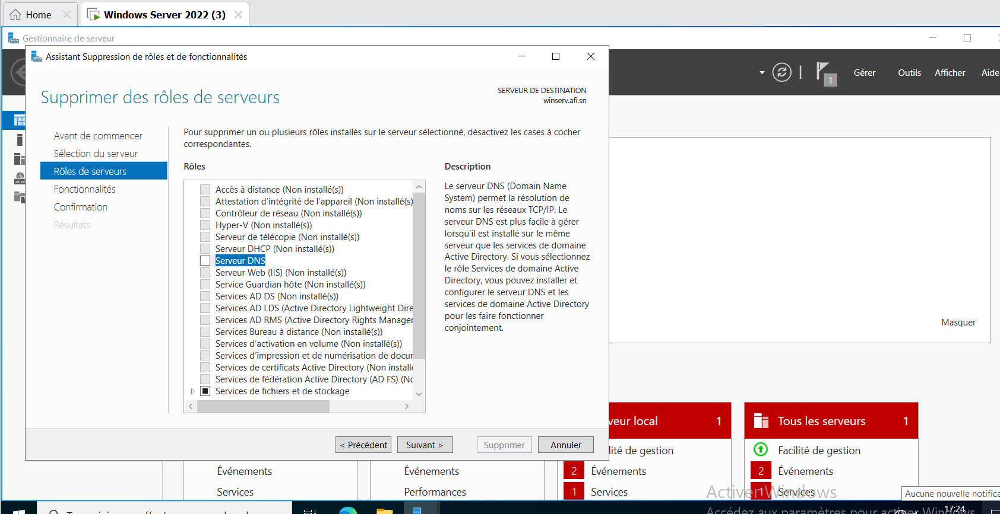 Home
Windows Server 2022 (3)
Gestionnaire de serveur
Assistant Suppression de rôles et de fonctionnalités
1
Gérer
Outils
Afficher
Aide
Supprimer des rôles de serveurs
SERVEUR DE DESTINATION
winserv.afi.sn
Avant de commencer
Sélection du serveur
Rôles de serveurs
Fonctionnalités
Confirmation
Résultats
Pour supprimer un ou plusieurs rôles installés sur le serveur sélectionné, désactivez les cases à cocher
correspondantes.
Rôles
Accès à distance (Non installé(s))
Attestation d'intégrité de l'appareil (Non installé(s)
Contrôleur de réseau (Non installé(s))
Hyper-V (Non installé(s))
Serveur de télécopie (Non installé(s))
Serveur DHCP (Non installé(s))
Serveur DNS
Serveur Web (IIS) (Non installé(s))
Service Guardian hôte (Non installé(s))
Services AD DS (Non installé(s))
Services AD LDS (Active Directory Lightweight Dire
Services AD RMS (Active Directory Rights Manager
Services Bureau à distance (Non installé(s))
Services d'activation en volume (Non installé(s))
Services d'impression et de numérisation de docur
Services de certificats Active Directory (Non install
Services de fédération Active Directory (AD FS) (No
Services de fichiers et de stockage
Description
Le serveur DNS (Domain Name
System) permet la résolution de
noms sur les réseaux TCP/IP. Le
serveur DNS est plus facile à gérer
lorsqu'il est installé sur le même
serveur que les services de domaine
Active Directory. Si vous sélectionnez
le rôle Services de domaine Active
Directory, vous pouvez installer et
configurer le serveur DNS et les
services de domaine Active Directory
pour les faire fonctionner
conjointement.
< Précédent
Suivant >
Supprimer
Annuler
Masquer
veur local 1
lité de gestion
2 Événements
1 Services
Tous les serveurs 1
Facilité de gestion
2 Événements
1 Services
Événements
Services
Événements
Performances
Activer Windows
Accédez aux paramètres pour activer Windows
Aucune nouvelle notifica
17:24